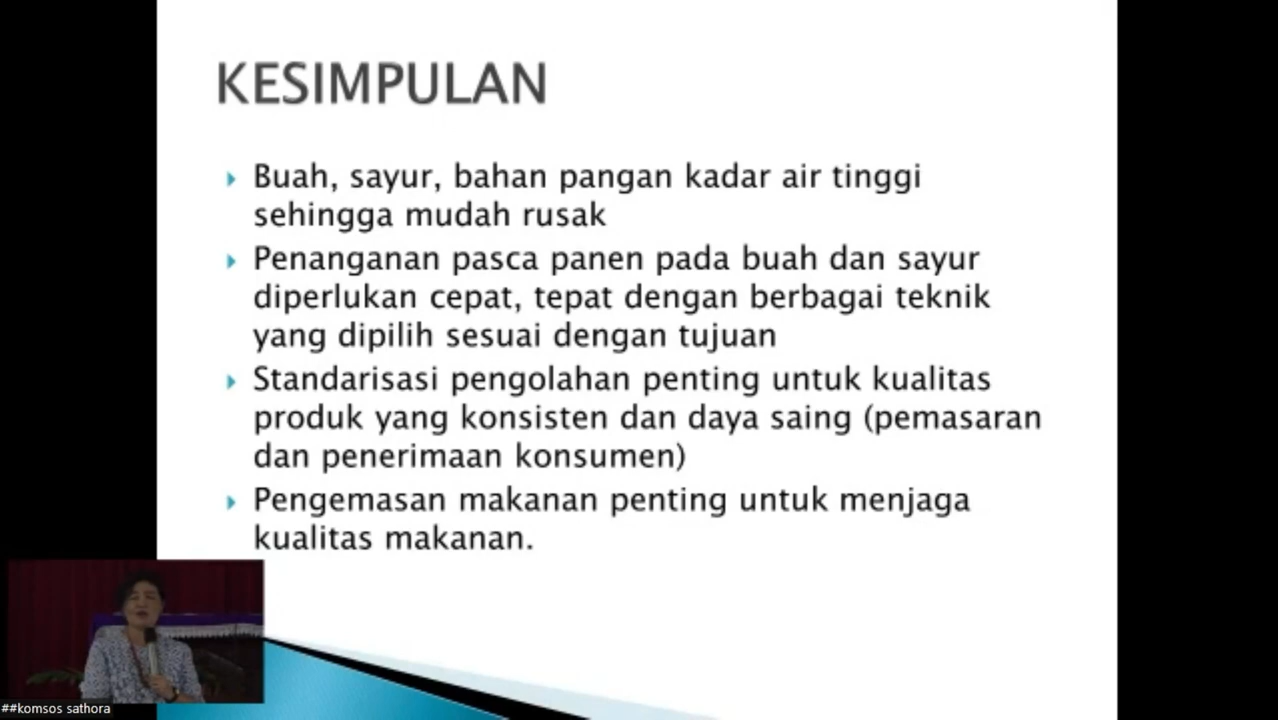 KESIMPULAN
Buah, sayur, bahan pangan kadar air tinggi
sehingga mudah rusak
Penanganan pasca panen pada buah dan sayur
diperlukan cepat, tepat dengan berbagai teknik
yang dipilih sesuai dengan tujuan
Standarisasi pengolahan penting untuk kualitas
produk yang konsisten dan daya saing (pemasaran
dan penerimaan konsumen)
Pengemasan makanan penting untuk menjaga
kualitas makanan.
##komsos sathora